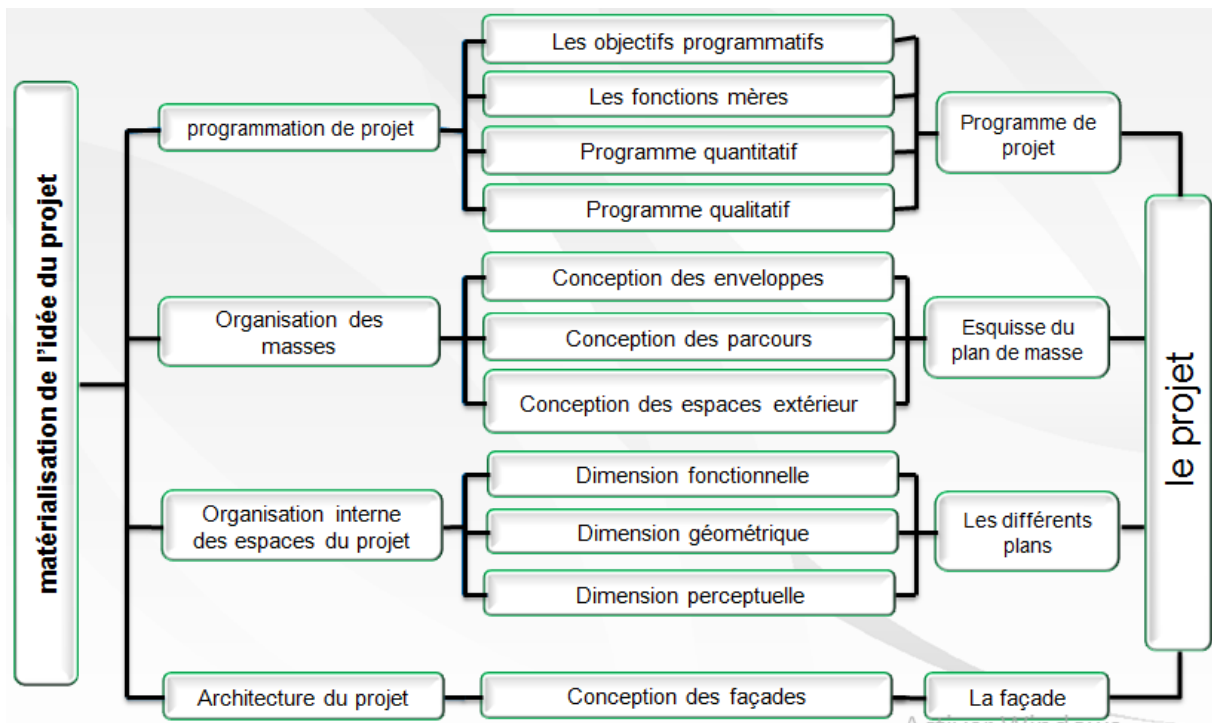 matérialisation de l'idée du projet
programmation de projet
Les objectifs programmatifs
Les fonctions mères
Programme quantitatif
Programme qualitatif
Programme de
projet
Organisation des
masses
Conception des enveloppes
Conception des parcours
Conception des espaces extérieur
Esquisse du
plan de masse
Organisation interne
des espaces du projet
Dimension fonctionnelle
Dimension géométrique
Dimension perceptuelle
Les différents
plans
Architecture du projet
Conception des façades
La façade
le projet